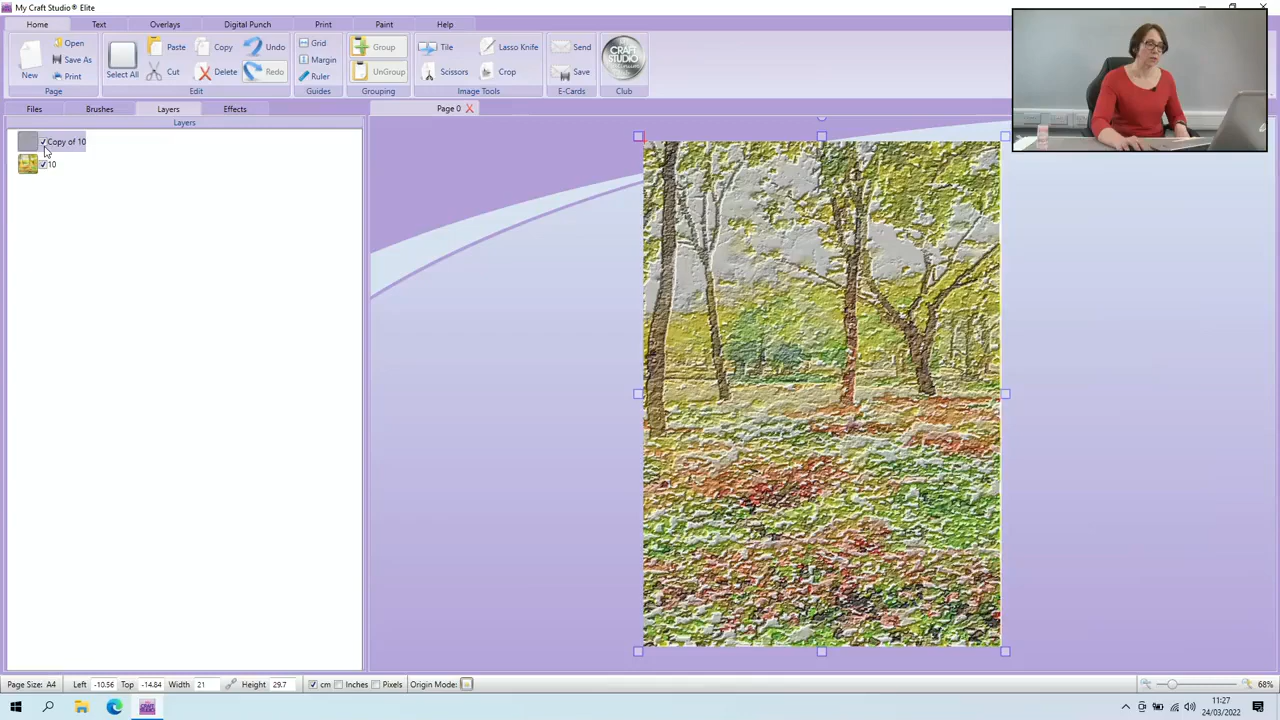 My Craft Studio® Elite
Home Text Overlays Digital Punch Print Paint Help
New Open Save As Print Page
Select All Paste Cut Copy Delete Undo Redo Edit
Grid Margin Ruler Guides
Group UnGroup Grouping
Tile Scissors Lasso Knife Crop Image Tools
Send Save E-Cards
CRAFT STUDIO Club
Files Brushes Layers Effects
Page 0
Layers
Copy of 10
10
Page Size: A4 Left -10.56 Top -14.84 Width 21 Height 29.7 cm Inches Pixels Origin Mode: 68%
11:27
24/03/2022